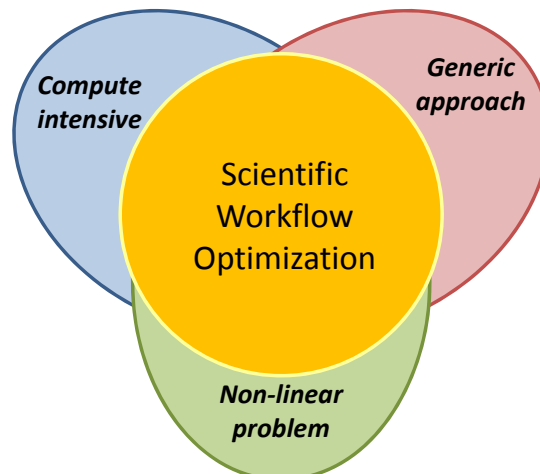 Compute
intensive
Generic
approach
Scientific
Workflow
Optimization
Non-linear
problem